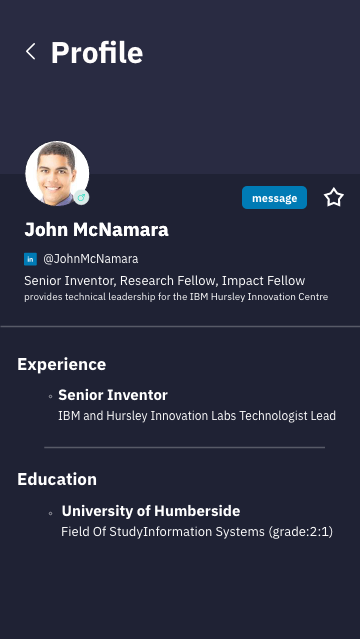 Profile
message
John McNamara
in @JohnMcNamara
Senior Inventor, Research Fellow, Impact Fellow
provides technical leadership for the IBM Hursley Innovation Centre
Experience
Senior Inventor
IBM and Hursley Innovation Labs Technologist Lead
Education
University of Humberside
Field Of StudyInformation Systems (grade:2:1)